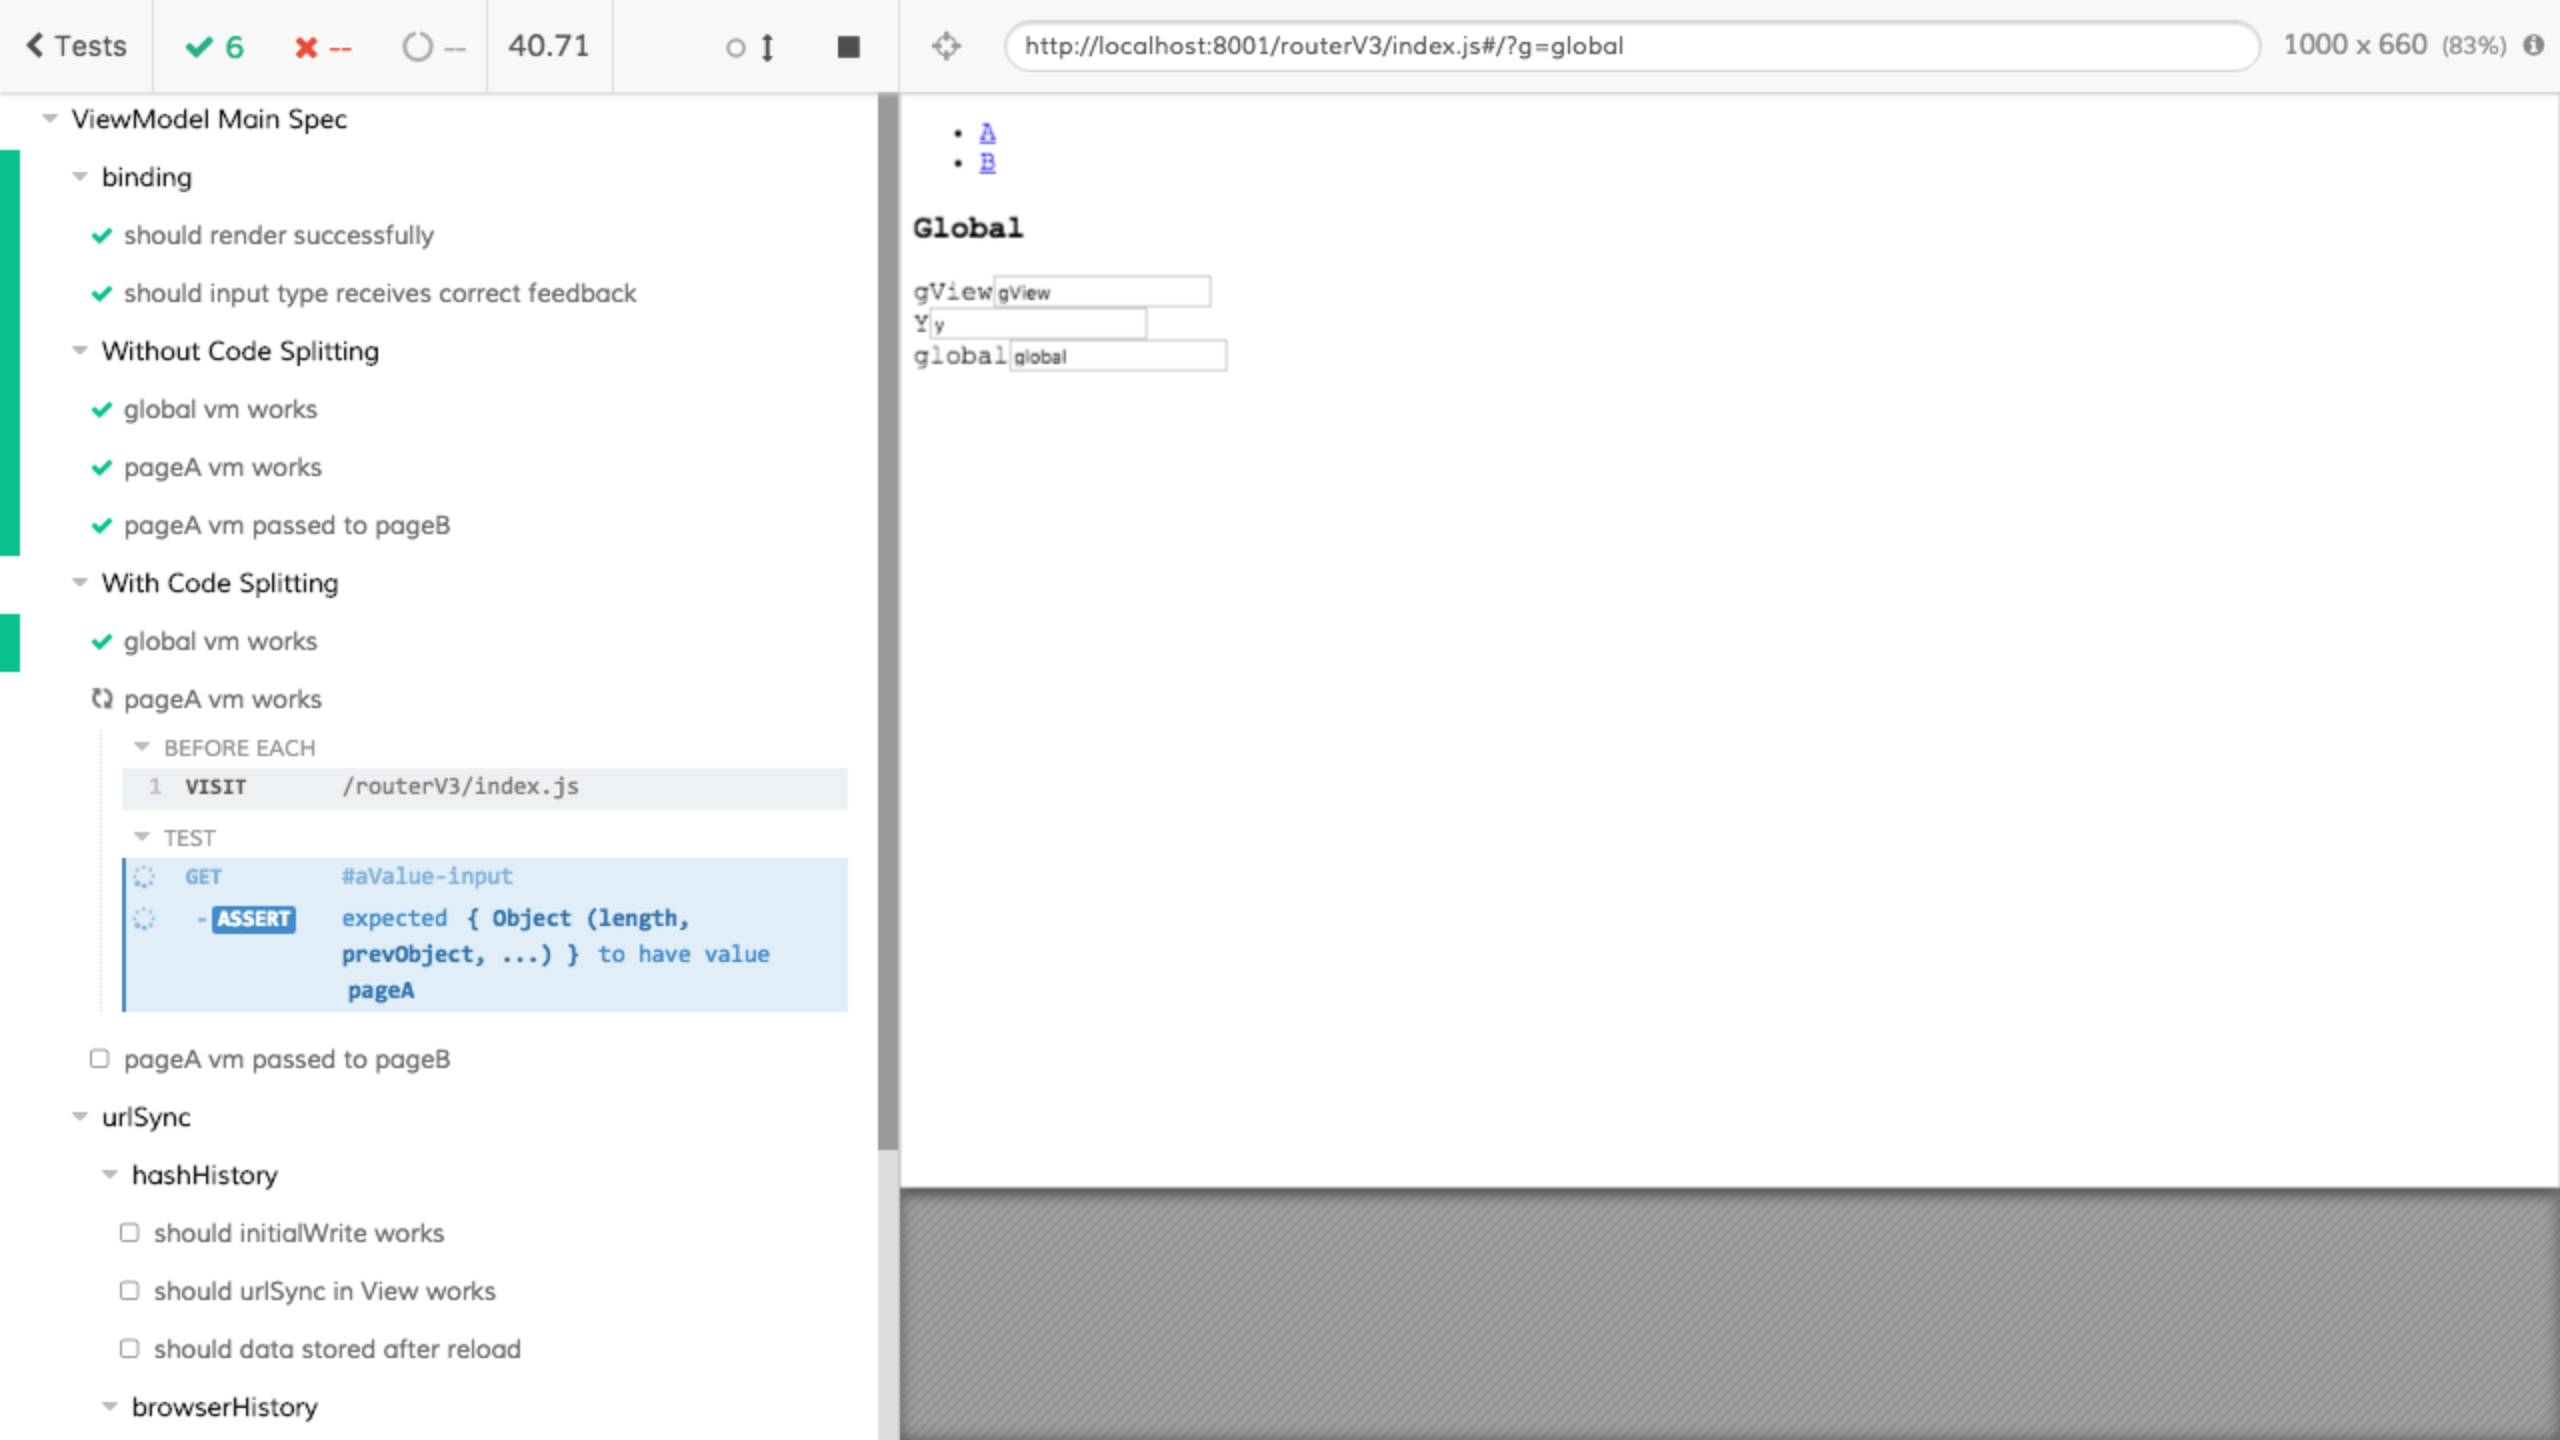 Tests 6 -- -- 40.71
ViewModel Main Spec
binding
should render successfully
should input type receives correct feedback
Without Code Splitting
global vm works
pageA vm works
pageA vm passed to pageB
With Code Splitting
global vm works
pageA vm works
BEFORE EACH
1 VISIT /routerV3/index.js
TEST
GET #aValue-input
- ASSERT expected { Object (length,
prevObject, ...) } to have value
pageA
pageA vm passed to pageB
urlSync
hashHistory
should initialWrite works
should urlSync in View works
should data stored after reload
browserHistory
http://localhost:8001/routerV3/index.js#/?g=global 1000 x 660 (83%)
A
B
Global
gView gView
Y y
global global